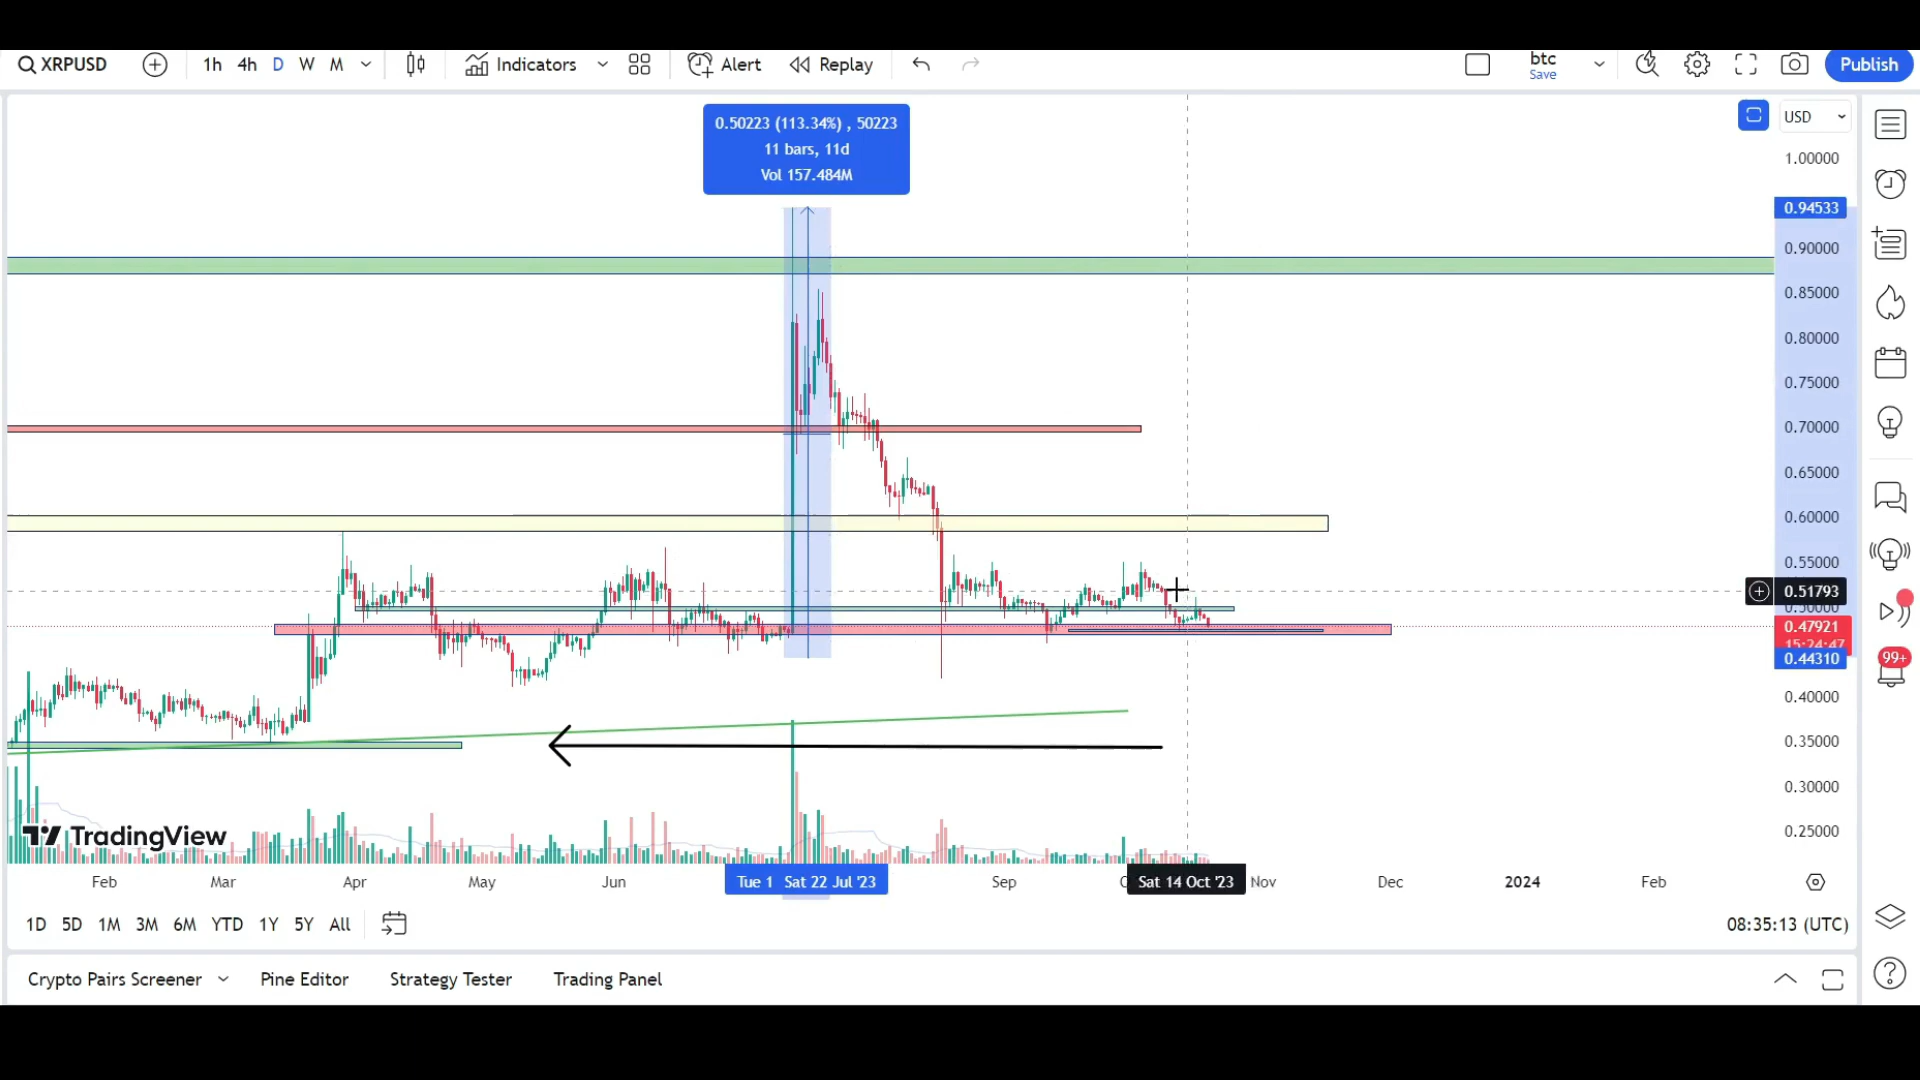 XRPUSD
1h 4h D W M
Indicators
Alert
Replay
btc
Save
Publish
0.50223 (113.34%) , 50223
11 bars, 11d
Vol 157.484M
USD
1.00000
0.94533
0.90000
0.85000
0.80000
0.75000
0.70000
0.65000
0.60000
0.55000
0.51793
0.50000
0.47921
15:24:47
0.44310
0.40000
0.35000
0.30000
0.25000
99+
TradingView
Feb Mar Apr May Jun Tue 1 Sat 22 Jul '23 Sep Sat 14 Oct '23 Nov Dec 2024 Feb
1D 5D 1M 3M 6M YTD 1Y 5Y All
08:35:13 (UTC)
Crypto Pairs Screener Pine Editor Strategy Tester Trading Panel